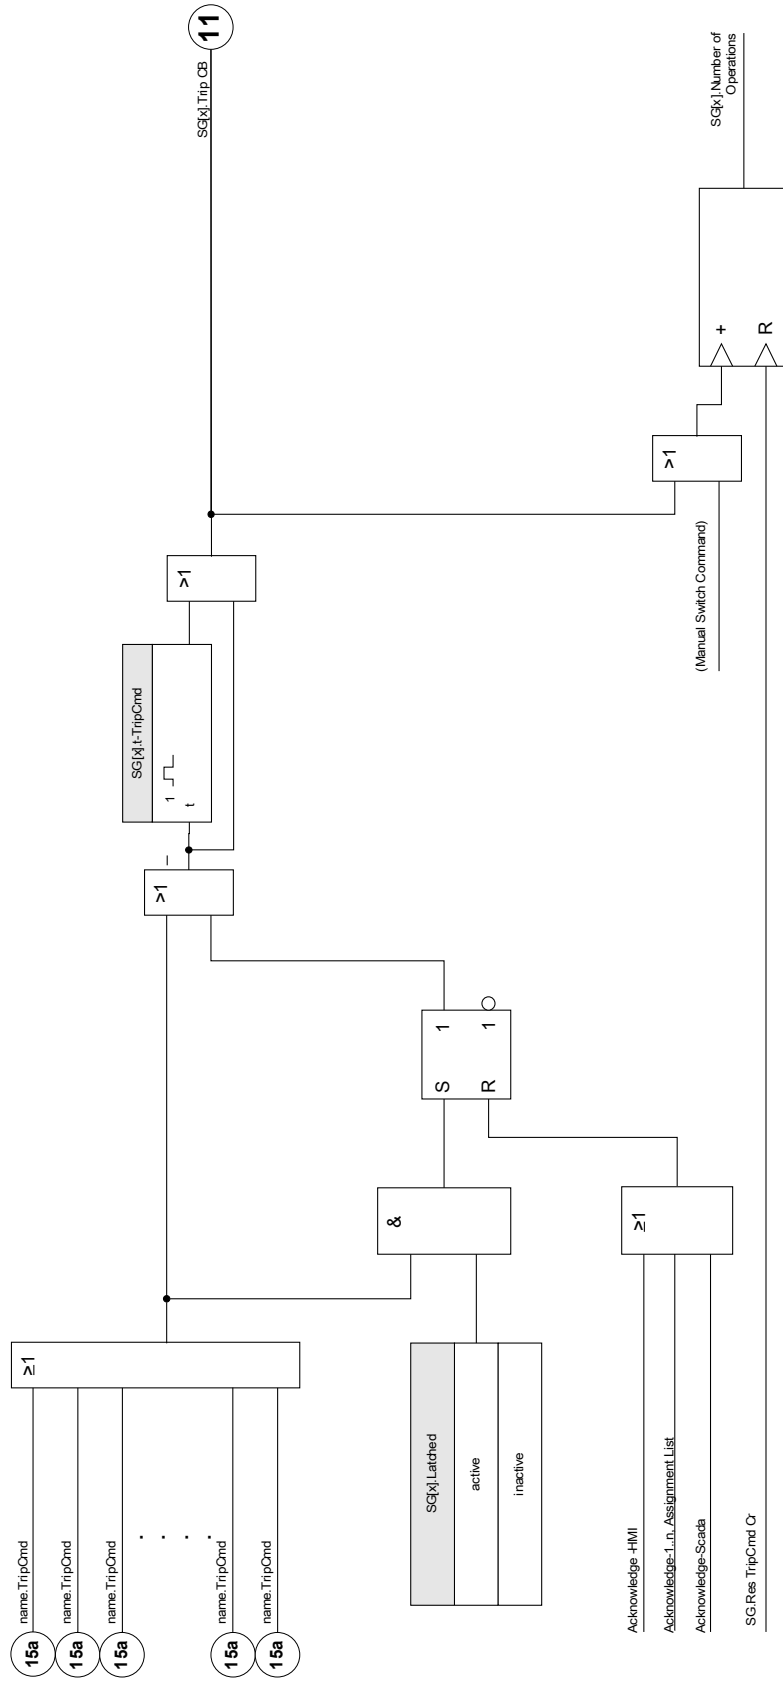 15a
name.TripCmd
15a
name.TripCmd
15a
name.TripCmd
. . . .
15a
name.TripCmd
15a
name.TripCmd
≥1
SG[x].Latched
active
inactive
&
Acknowledge -HMI
Acknowledge-1..n, Assignment List
Acknowledge-Scada
≥1
SG.Res TripCmd Cr
S 1
R 1
>1
SG[x].t-TripCmd
1
t
>1
SG[x].Trip CB
11
(Manual Switch Command)
>1
+
R
SG[x].Number of
Operations